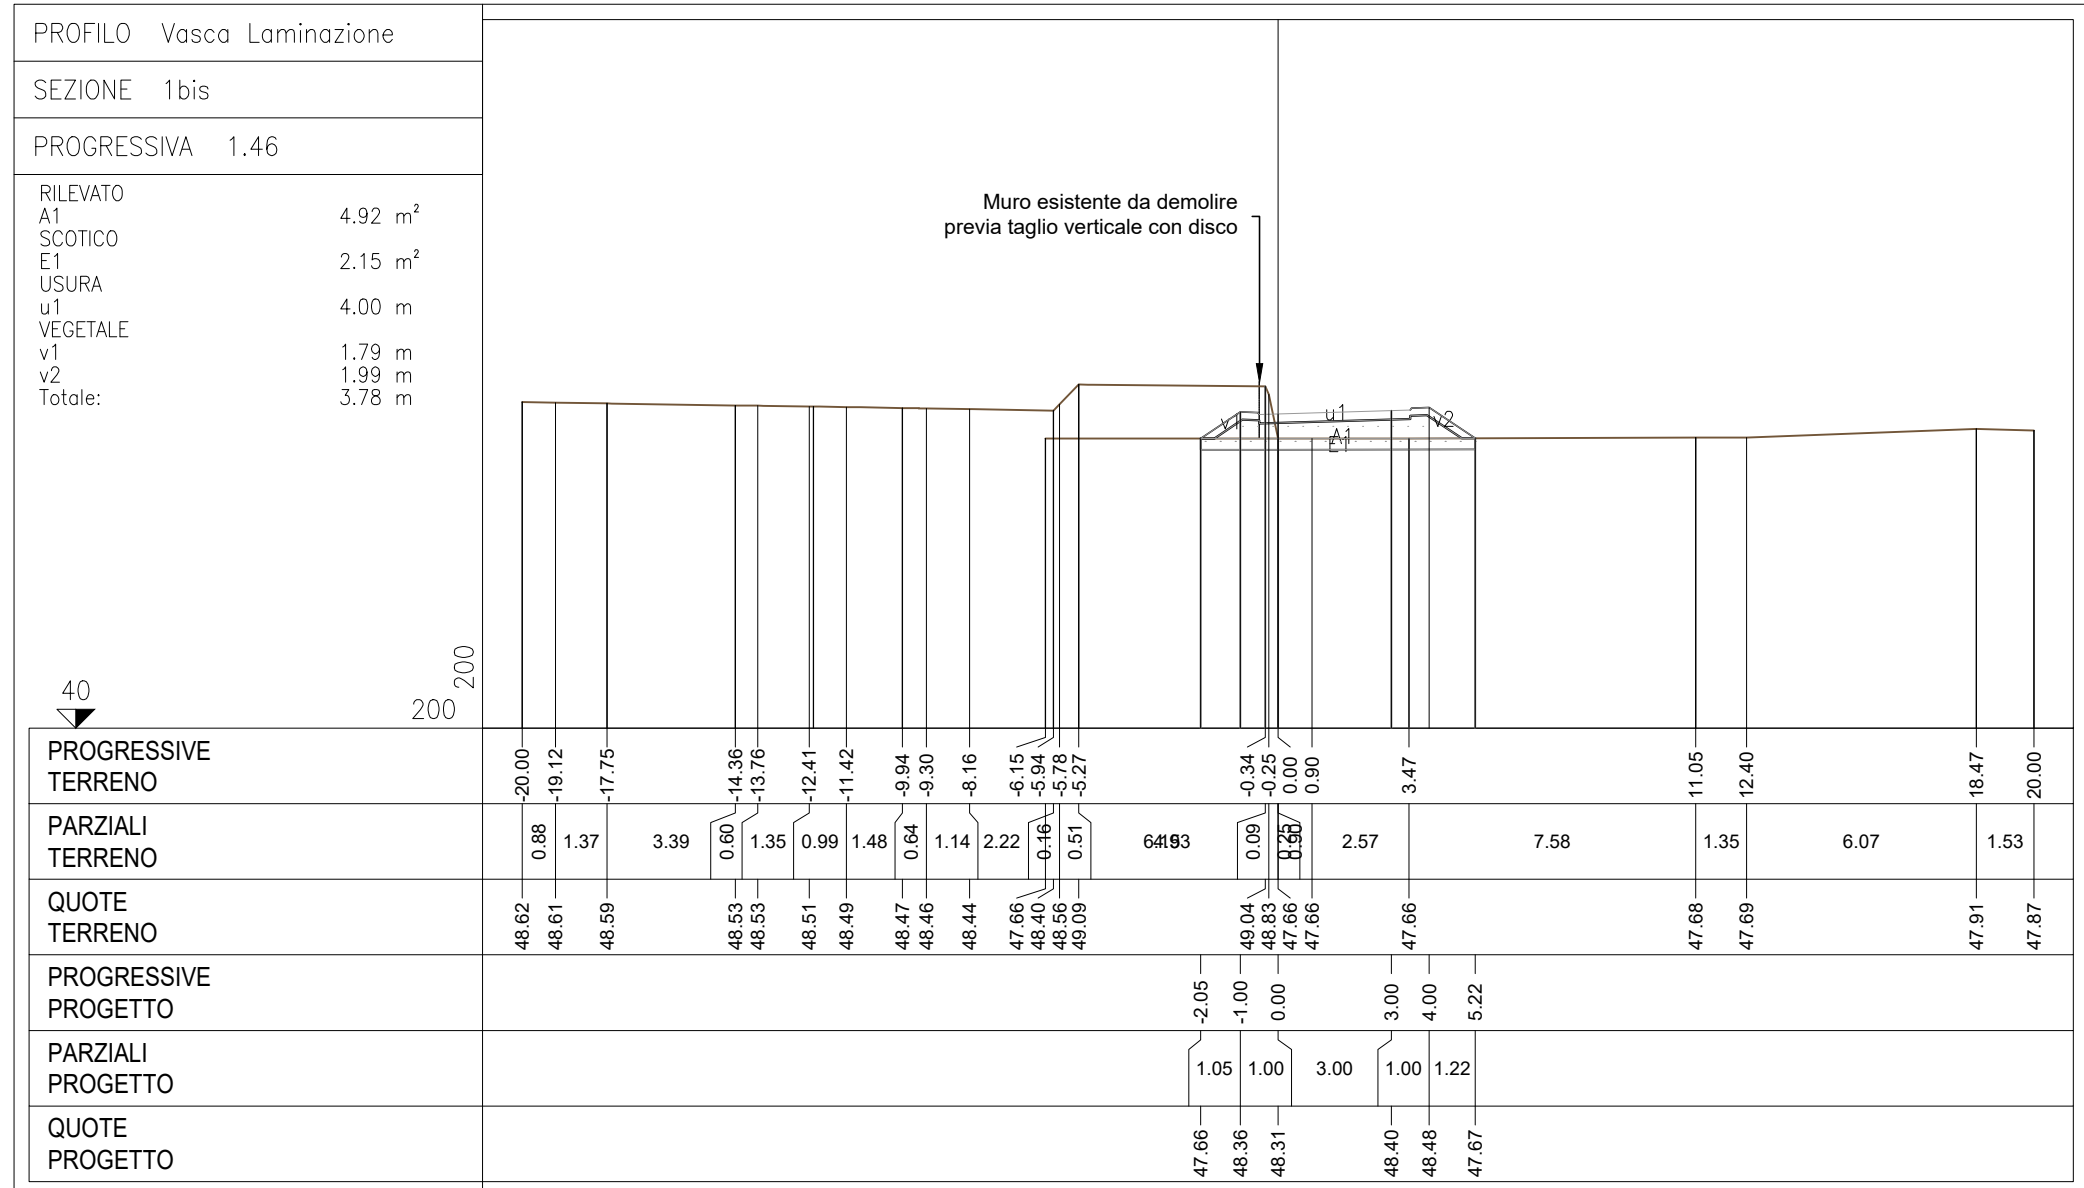 PROFILO Vasca Laminazione
SEZIONE 1bis
PROGRESSIVA 1.46
RILEVATO
A1 4.92 m²
SCOTICO
E1 2.15 m²
USURA
u1 4.00 m
VEGETALE
v1 1.79 m
v2 1.99 m
Totale: 3.78 m
Muro esistente da demolire
previa taglio verticale con disco
v1 u1 v2
A1
E1
200
40 200
PROGRESSIVE
TERRENO
-20.00 -19.12 -17.75 -14.36 -13.76 -12.41 -11.42 -9.94 -9.30 -8.16 -6.15 -5.94 -5.78 -5.27 -0.34 -0.25 0.00 0.90 3.47 11.05 12.40 18.47 20.00
PARZIALI
TERRENO
0.88 1.37 3.39 0.60 1.35 0.99 1.48 0.64 1.14 2.22 0.16 0.51 6.15 4.93 0.09 0.25 0.90 2.57 7.58 1.35 6.07 1.53
QUOTE
TERRENO
48.62 48.61 48.59 48.53 48.53 48.51 48.49 48.47 48.46 48.44 47.66 48.40 48.56 49.09 49.04 48.83 47.66 47.66 47.66 47.68 47.69 47.91 47.87
PROGRESSIVE
PROGETTO
-2.05 -1.00 0.00 3.00 4.00 5.22
PARZIALI
PROGETTO
1.05 1.00 3.00 1.00 1.22
QUOTE
PROGETTO
47.66 48.36 48.31 48.40 48.48 47.67